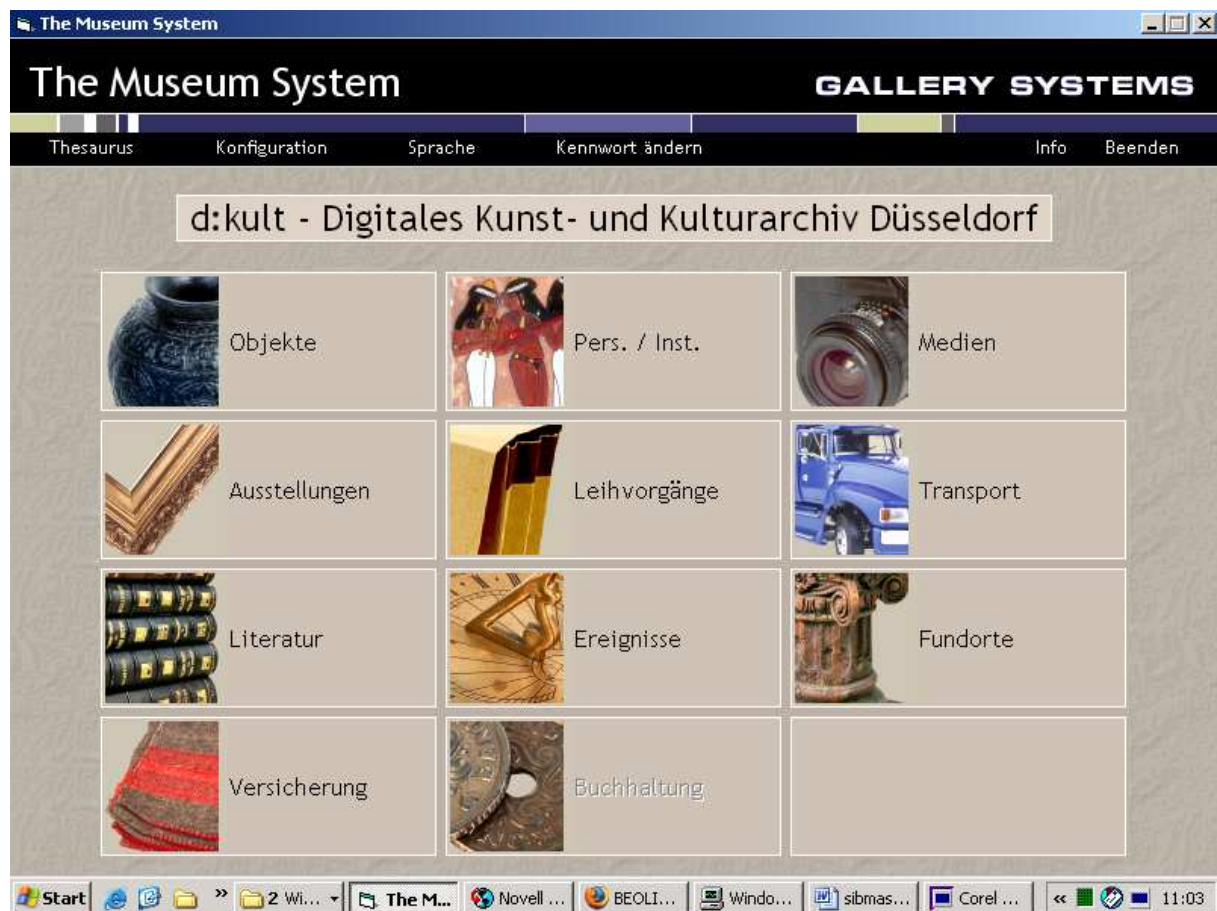 The Museum System
The Museum System
GALLERY SYSTEMS
Thesaurus Konfiguration Sprache Kennwort ändern Info Beenden
d:kult - Digitales Kunst- und Kulturarchiv Düsseldorf
Objekte Pers. / Inst. Medien
Ausstellungen Leihvorgänge Transport
Literatur Ereignisse Fundorte
Versicherung Buchhaltung
Start » 2 Wi... The M... Novell ... BEOLI... Windo... sibmas... Corel ... « 11:03